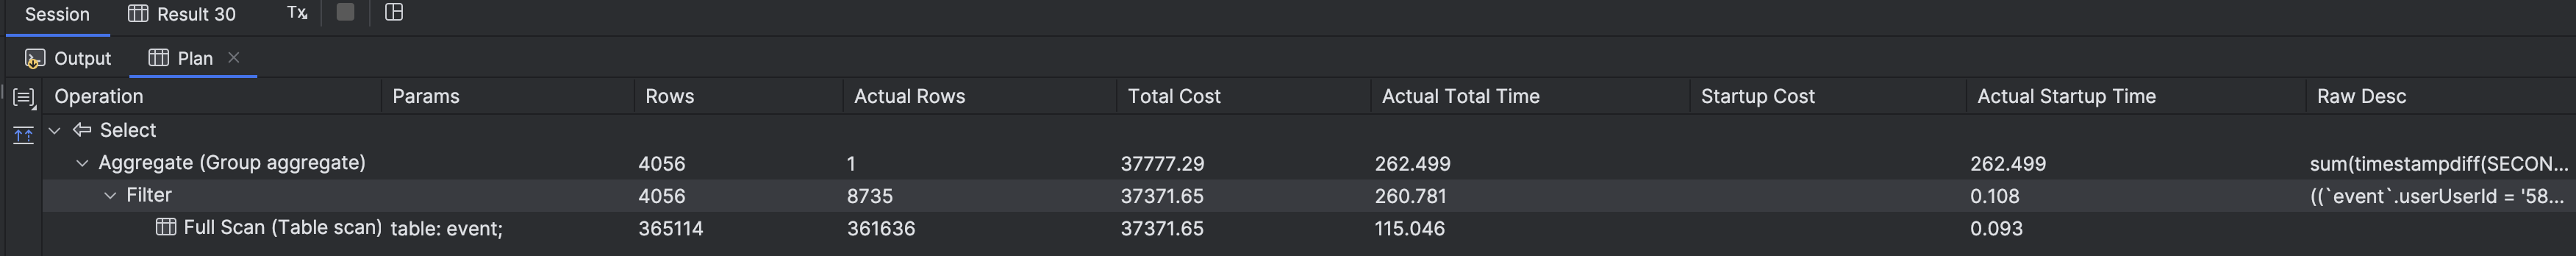 Session Result 30 Tx
Output Plan
Operation Params Rows Actual Rows Total Cost Actual Total Time Startup Cost Actual Startup Time Raw Desc
Select
Aggregate (Group aggregate) 4056 1 37777.29 262.499 262.499 sum(timestampdiff(SECON...
Filter 4056 8735 37371.65 260.781 0.108 ((`event`.userUserId = '58...
Full Scan (Table scan) table: event; 365114 361636 37371.65 115.046 0.093